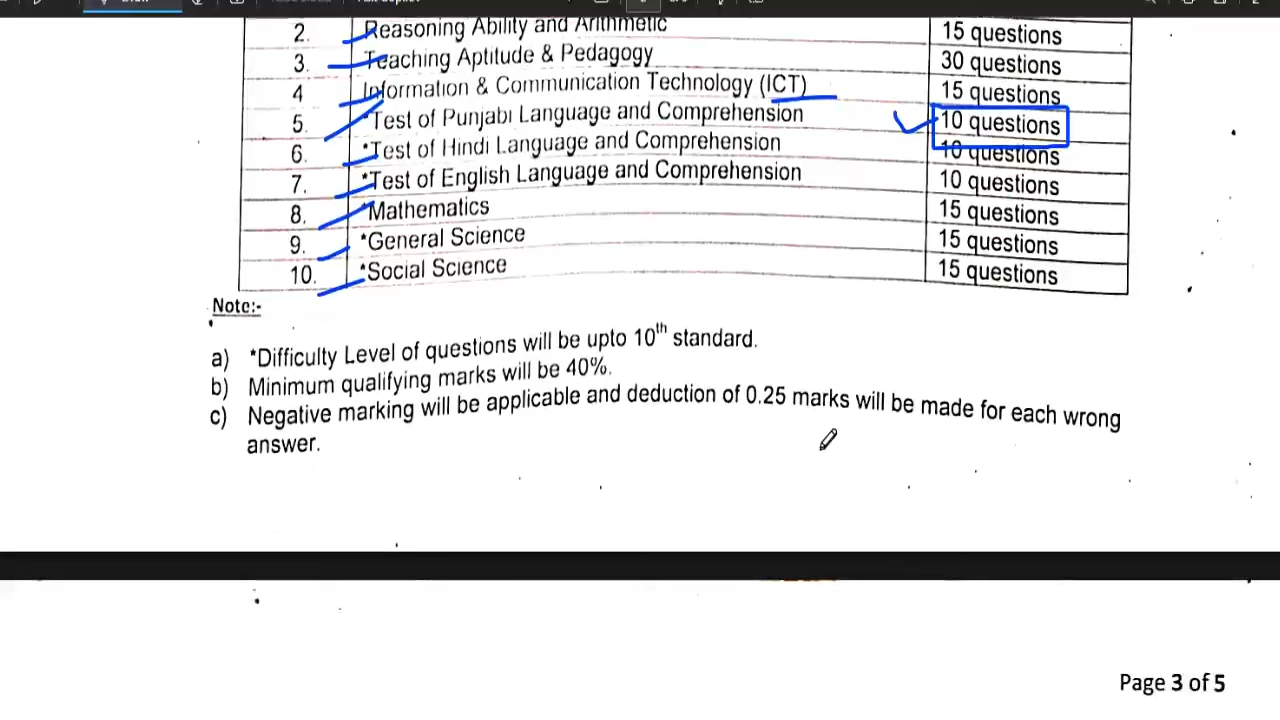 2. Reasoning Ability and Arithmetic 15 questions
3. Teaching Aptitude & Pedagogy 30 questions
4 Information & Communication Technology (ICT) 15 questions
5. *Test of Punjabi Language and Comprehension 10 questions
6. *Test of Hindi Language and Comprehension 10 questions
7. *Test of English Language and Comprehension 10 questions
8. *Mathematics 15 questions
9. *General Science 15 questions
10. *Social Science 15 questions
Note:-
a) *Difficulty Level of questions will be upto 10th standard.
b) Minimum qualifying marks will be 40%.
c) Negative marking will be applicable and deduction of 0.25 marks will be made for each wrong
answer.
Page 3 of 5